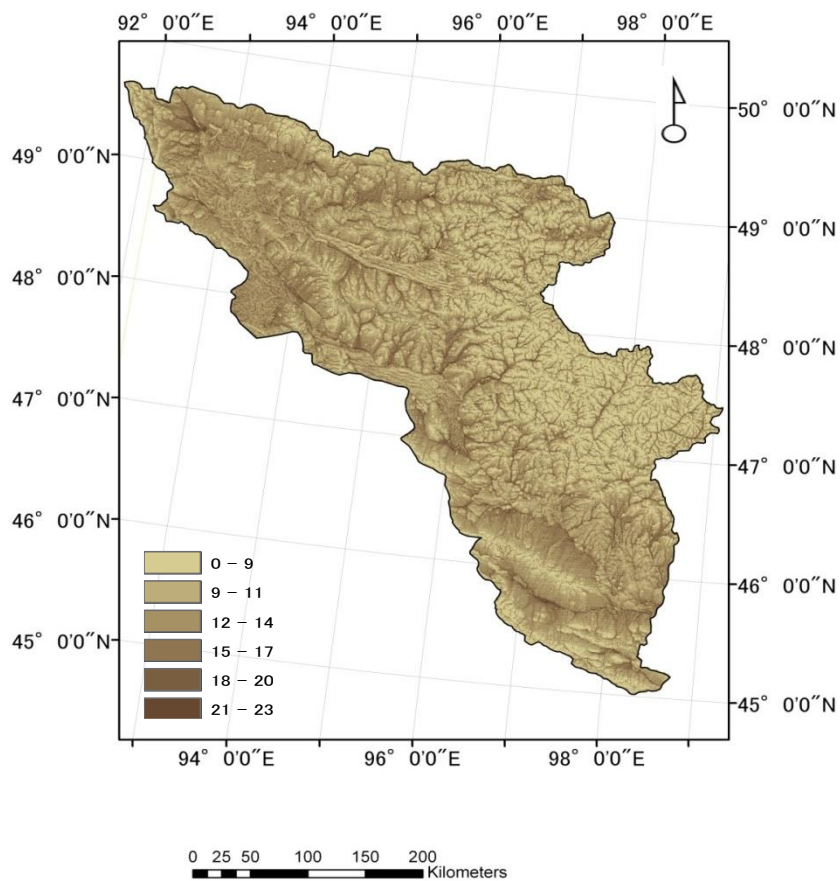 92° 0'0"E 94° 0'0"E 96° 0'0"E 98° 0'0"E
50° 0'0"N
49° 0'0"N
49° 0'0"N
48° 0'0"N
48° 0'0"N
47° 0'0"N
47° 0'0"N
46° 0'0"N
46° 0'0"N
45° 0'0"N
45° 0'0"N
0 – 9
9 – 11
12 – 14
15 – 17
18 – 20
21 – 23
94° 0'0"E 96° 0'0"E 98° 0'0"E
0 25 50 100 150 200
Kilometers